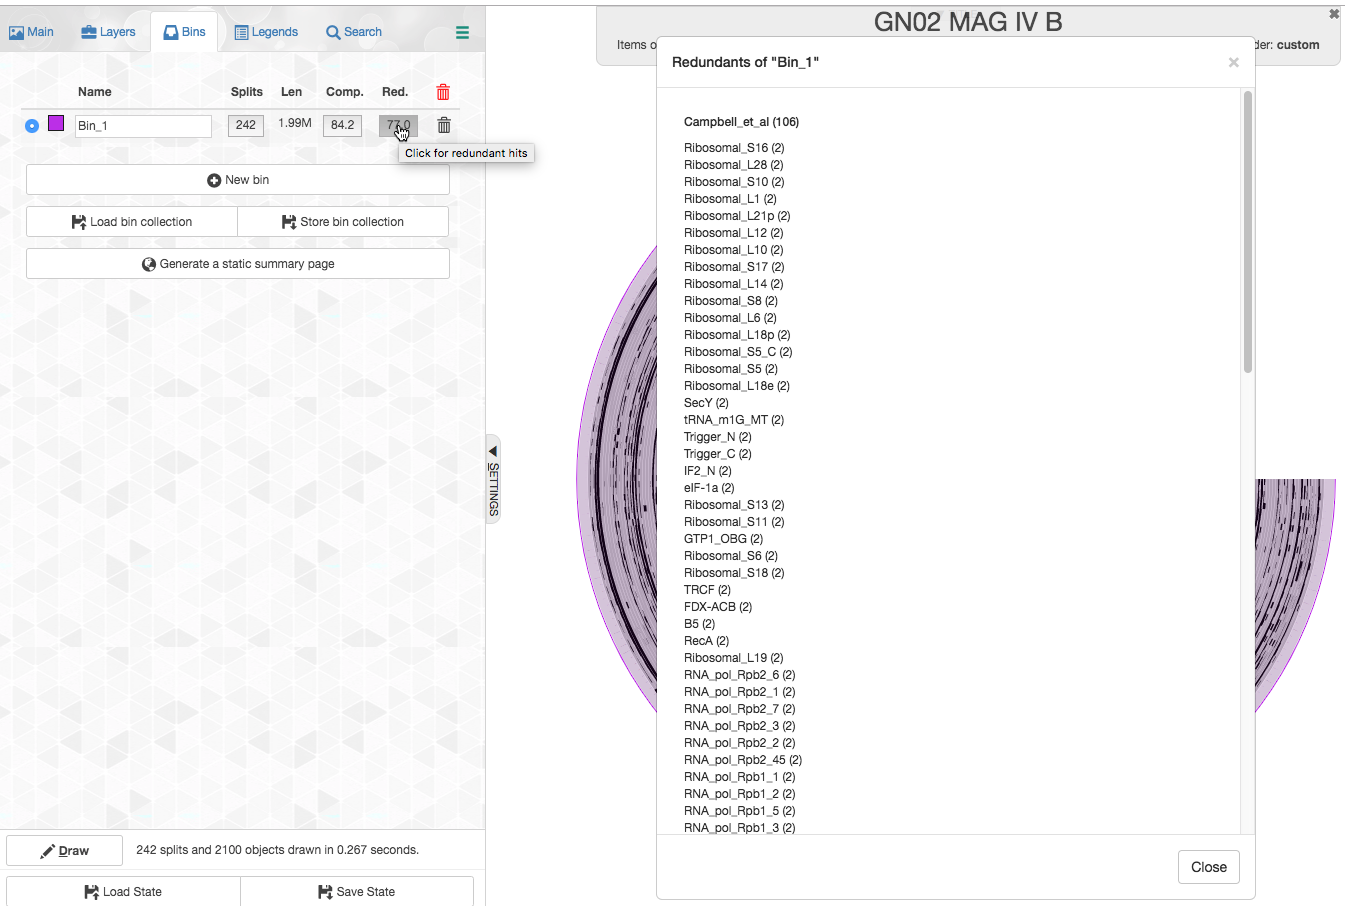 Main Layers Bins Legends Search
Name Splits Len Comp. Red.
Bin_1 242 1.99M 84.2 77.0
Click for redundant hits
New bin
Load bin collection Store bin collection
Generate a static summary page
SETTINGS
Draw 242 splits and 2100 objects drawn in 0.267 seconds.
Load State Save State
GN02 MAG IV B
Items o der: custom
Redundants of "Bin_1"
Campbell_et_al (106)
Ribosomal_S16 (2)
Ribosomal_L28 (2)
Ribosomal_S10 (2)
Ribosomal_L1 (2)
Ribosomal_L21p (2)
Ribosomal_L12 (2)
Ribosomal_L10 (2)
Ribosomal_S17 (2)
Ribosomal_L14 (2)
Ribosomal_S8 (2)
Ribosomal_L6 (2)
Ribosomal_L18p (2)
Ribosomal_S5_C (2)
Ribosomal_S5 (2)
Ribosomal_L18e (2)
SecY (2)
tRNA_m1G_MT (2)
Trigger_N (2)
Trigger_C (2)
IF2_N (2)
eIF-1a (2)
Ribosomal_S13 (2)
Ribosomal_S11 (2)
GTP1_OBG (2)
Ribosomal_S6 (2)
Ribosomal_S18 (2)
TRCF (2)
FDX-ACB (2)
B5 (2)
RecA (2)
Ribosomal_L19 (2)
RNA_pol_Rpb2_6 (2)
RNA_pol_Rpb2_1 (2)
RNA_pol_Rpb2_7 (2)
RNA_pol_Rpb2_3 (2)
RNA_pol_Rpb2_2 (2)
RNA_pol_Rpb2_45 (2)
RNA_pol_Rpb1_1 (2)
RNA_pol_Rpb1_2 (2)
RNA_pol_Rpb1_5 (2)
RNA_pol_Rpb1_3 (2)
Close